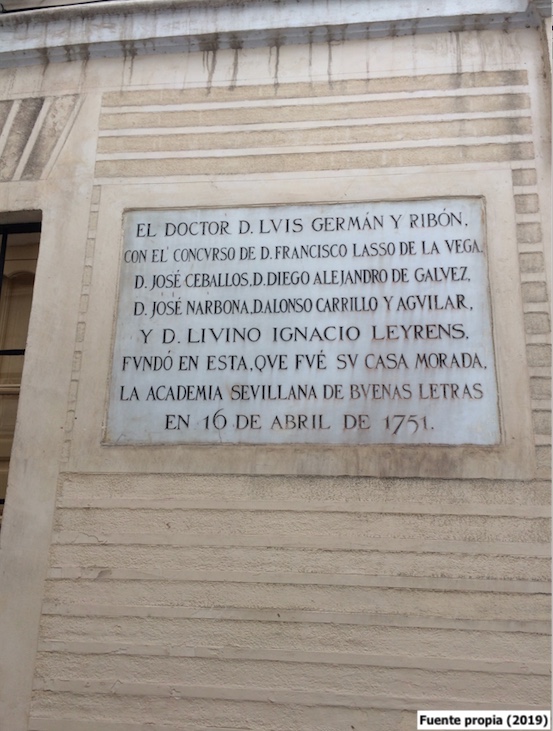 EL DOCTOR D. LVIS GERMÁN Y RIBÓN,
CON EL CONCVRSO DE D. FRANCISCO LASSO DE LA VEGA,
D. JOSÉ CEBALLOS, D. DIEGO ALEJANDRO DE GALVEZ,
D. JOSÉ NARBONA, D. ALONSO CARRILLO Y AGVILAR,
Y D. LIVINO IGNACIO LEYRENS,
FVNDÓ EN ESTA, QVE FVÉ SV CASA MORADA,
LA ACADEMIA SEVILLANA DE BVENAS LETRAS
EN 16 DE ABRIL DE 1751.
Fuente propia (2019)